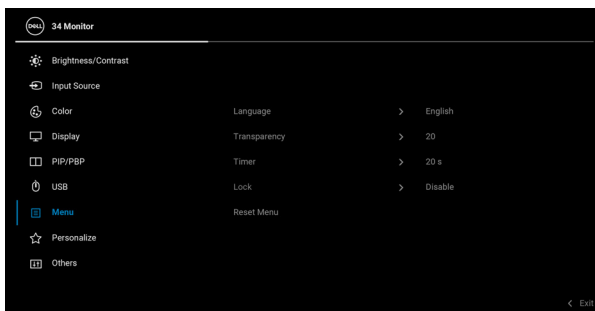 DELL 34 Monitor
Brightness/Contrast
Input Source
Color Language > English
Display Transparency > 20
PIP/PBP Timer > 20 s
USB Lock > Disable
Menu Reset Menu
Personalize
Others
< Exit